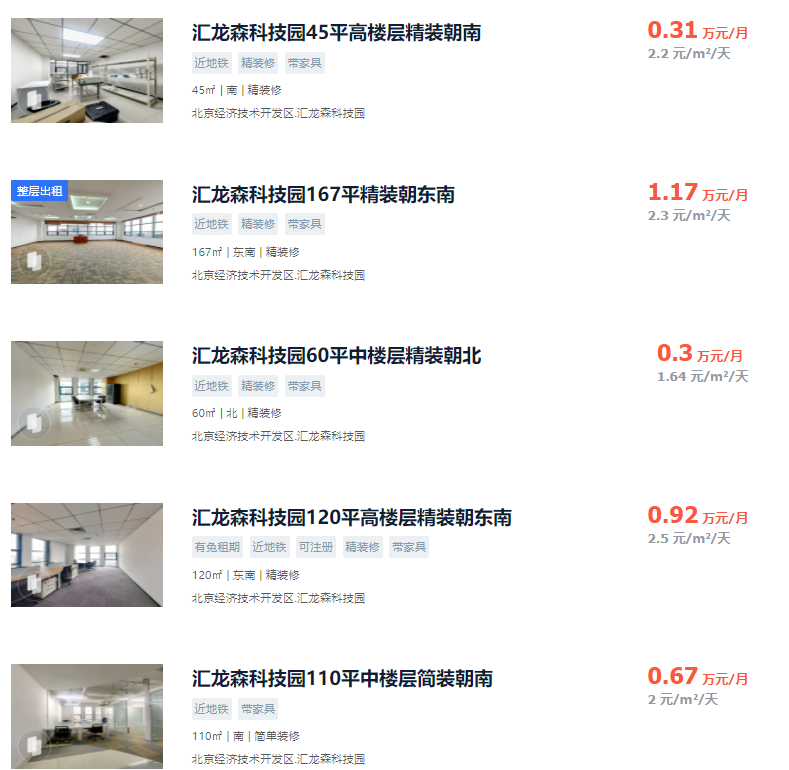 汇龙森科技园45平高楼层精装朝南
0.31 万元/月
近地铁 精装修 带家具
2.2 元/m²/天
45㎡ | 南 | 精装修
北京经济技术开发区.汇龙森科技园
整层出租
汇龙森科技园167平精装朝东南
1.17 万元/月
近地铁 精装修 带家具
2.3 元/m²/天
167㎡ | 东南 | 精装修
北京经济技术开发区.汇龙森科技园
汇龙森科技园60平中楼层精装朝北
0.3 万元/月
近地铁 精装修 带家具
1.64 元/m²/天
60㎡ | 北 | 精装修
北京经济技术开发区.汇龙森科技园
汇龙森科技园120平高楼层精装朝东南
0.92 万元/月
有免租期 近地铁 可注册 精装修 带家具
2.5 元/m²/天
120㎡ | 东南 | 精装修
北京经济技术开发区.汇龙森科技园
汇龙森科技园110平中楼层简装朝南
0.67 万元/月
近地铁 带家具
2 元/m²/天
110㎡ | 南 | 简单装修
北京经济技术开发区.汇龙森科技园